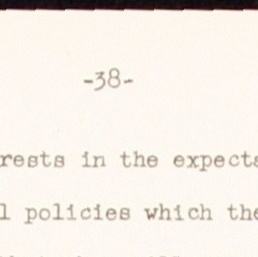 -38-
rests in the expecta
l policies which the